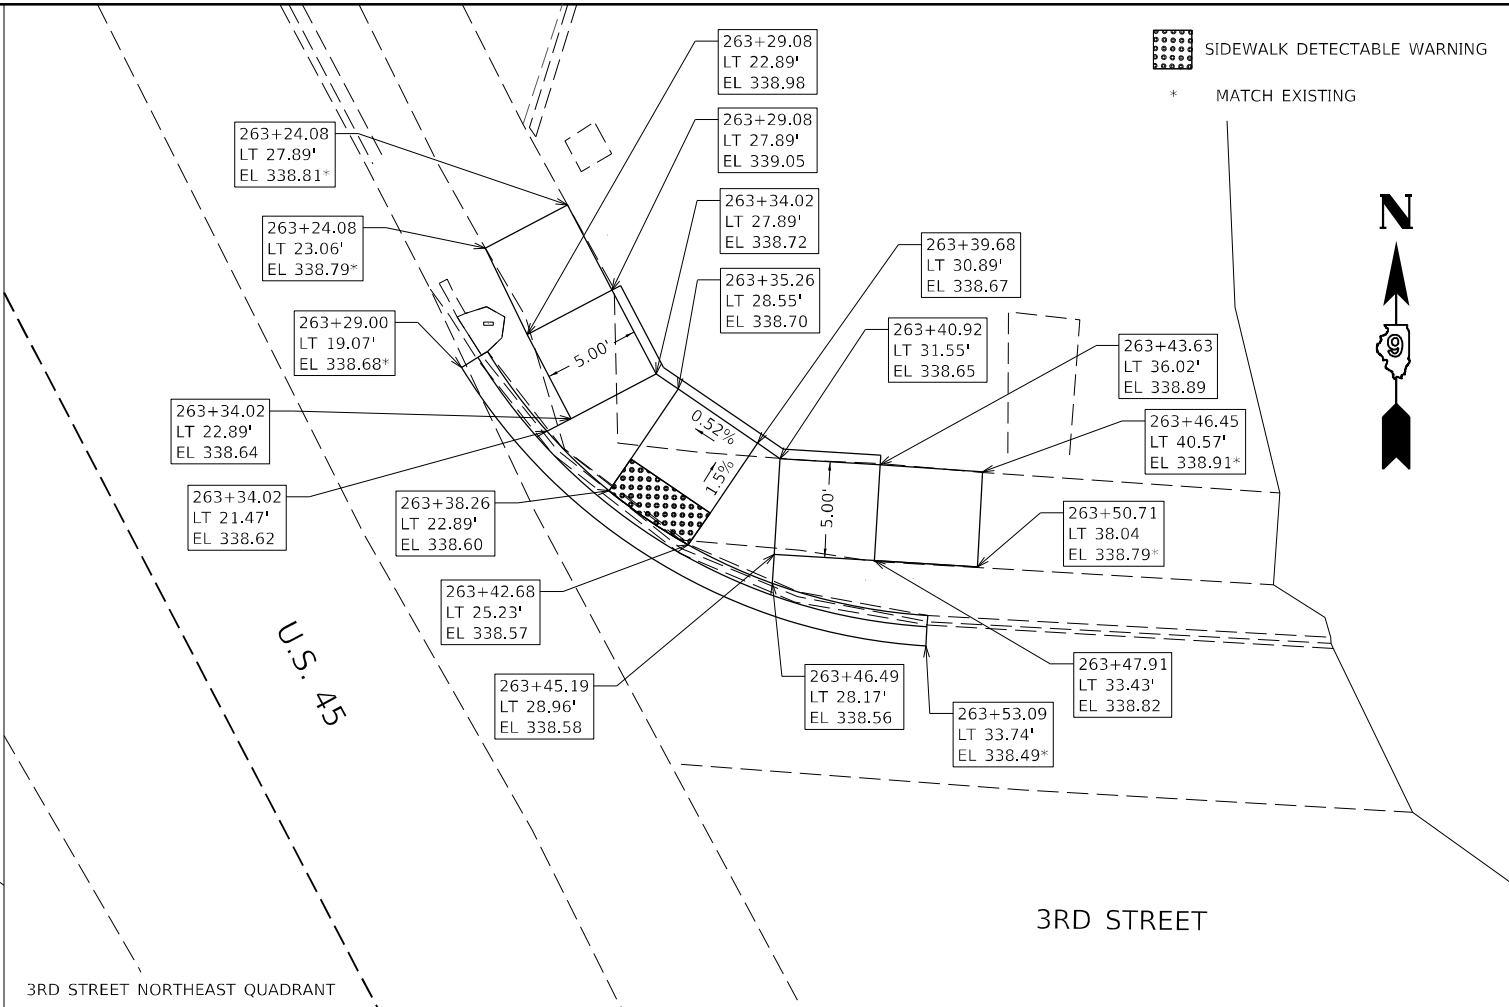 263+29.08
LT 22.89'
EL 338.98
SIDEWALK DETECTABLE WARNING
* MATCH EXISTING
263+29.08
LT 27.89'
EL 339.05
263+24.08
LT 27.89'
EL 338.81*
263+34.02
LT 27.89'
EL 338.72
263+24.08
LT 23.06'
EL 338.79*
263+39.68
LT 30.89'
EL 338.67
263+35.26
LT 28.55'
EL 338.70
N
9
263+29.00
LT 19.07'
EL 338.68*
263+40.92
LT 31.55'
EL 338.65
263+43.63
LT 36.02'
EL 338.89
5.00'
263+34.02
LT 22.89'
EL 338.64
263+46.45
LT 40.57'
EL 338.91*
0.52%
1.5%
5.00'
263+34.02
LT 21.47'
EL 338.62
263+38.26
LT 22.89'
EL 338.60
263+50.71
LT 38.04
EL 338.79*
263+42.68
LT 25.23'
EL 338.57
U.S. 45
263+45.19
LT 28.96'
EL 338.58
263+46.49
LT 28.17'
EL 338.56
263+47.91
LT 33.43'
EL 338.82
263+53.09
LT 33.74'
EL 338.49*
3RD STREET
3RD STREET NORTHEAST QUADRANT